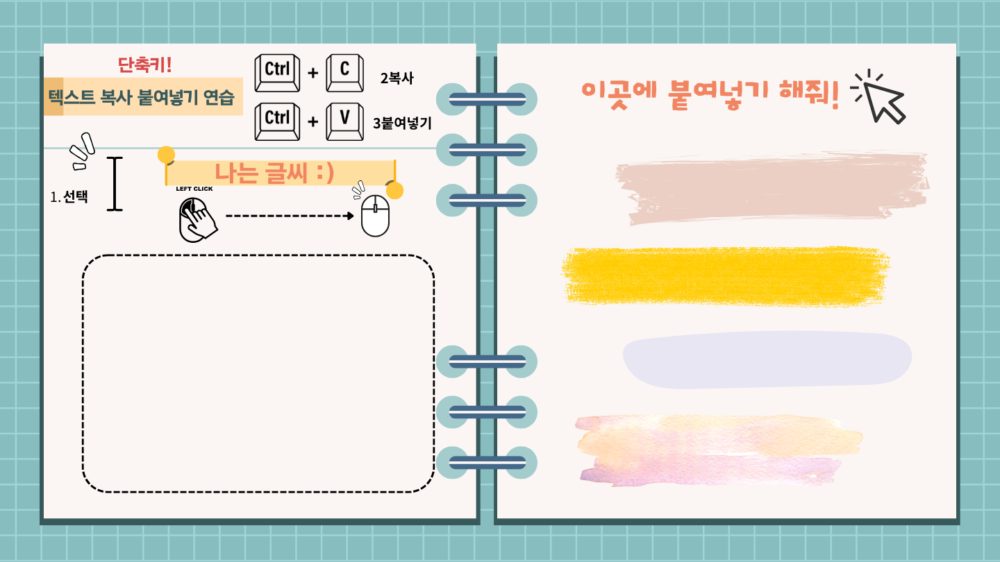 단축키!
텍스트 복사 붙여넣기 연습
Ctrl + C 2복사
Ctrl + V 3붙여넣기
나는 글씨 :)
LEFT CLICK
1. 선택
이곳에 붙여넣기 해줘!